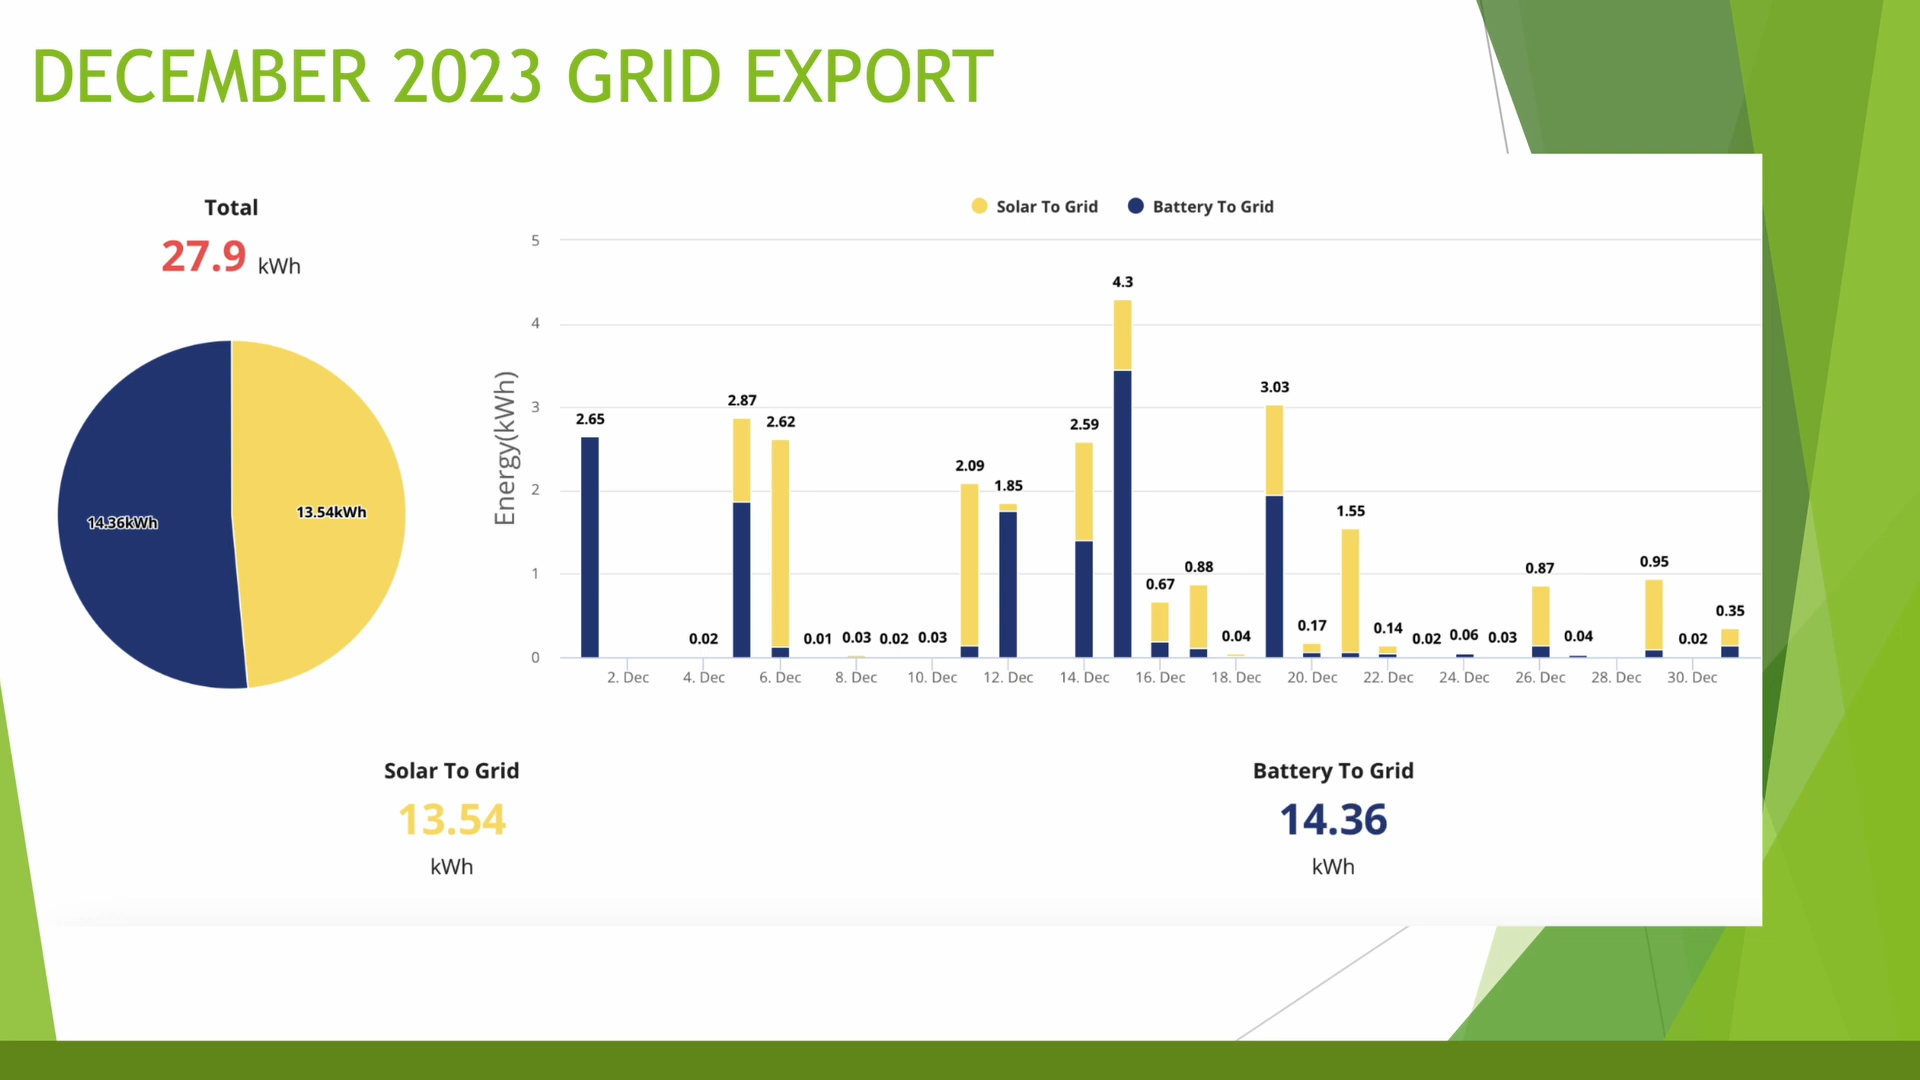 DECEMBER 2023 GRID EXPORT
Total
27.9 kWh
14.36kWh
13.54kWh
Solar To Grid
Battery To Grid
Energy(kWh)
5
4
3
2
1
0
2.65
0.02
2.87
2.62
0.01
0.03
0.02
0.03
2.09
1.85
2.59
4.3
0.67
0.88
0.04
3.03
0.17
1.55
0.14
0.02
0.06
0.03
0.87
0.04
0.95
0.02
0.35
2. Dec
4. Dec
6. Dec
8. Dec
10. Dec
12. Dec
14. Dec
16. Dec
18. Dec
20. Dec
22. Dec
24. Dec
26. Dec
28. Dec
30. Dec
Solar To Grid
13.54
kWh
Battery To Grid
14.36
kWh